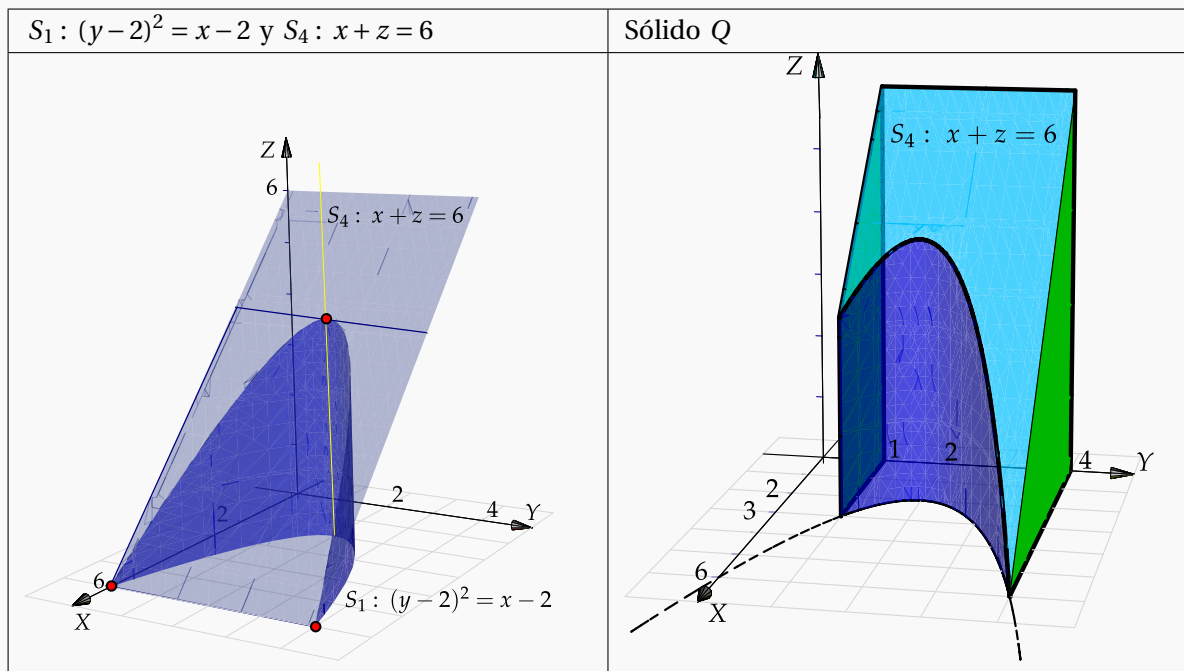 S₁ : (y − 2)² = x − 2 y S₄ : x + z = 6
Sólido Q
Z
6
S₄ : x + z = 6
2
4
Y
2
6
X
S₁ : (y − 2)² = x − 2
Z
S₄ : x + z = 6
1
2
4
Y
2
3
6
X